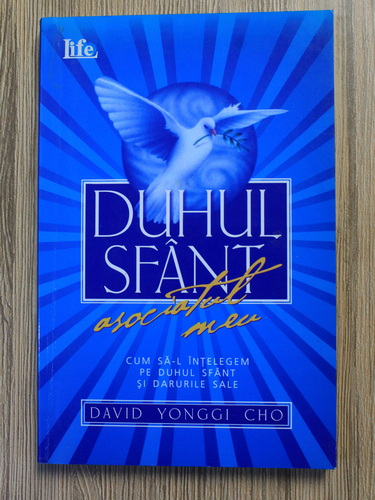 Life
DUHUL
SFÂNT
asociatul
meu
CUM SĂ-L ÎNȚELEGEM
PE DUHUL SFÂNT
ȘI DARURILE SALE
DAVID YONGGI CHO